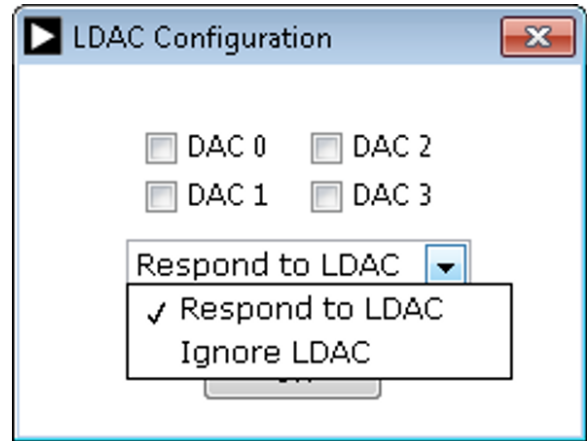 LDAC Configuration
DAC 0 DAC 2
DAC 1 DAC 3
Respond to LDAC
✓ Respond to LDAC
Ignore LDAC